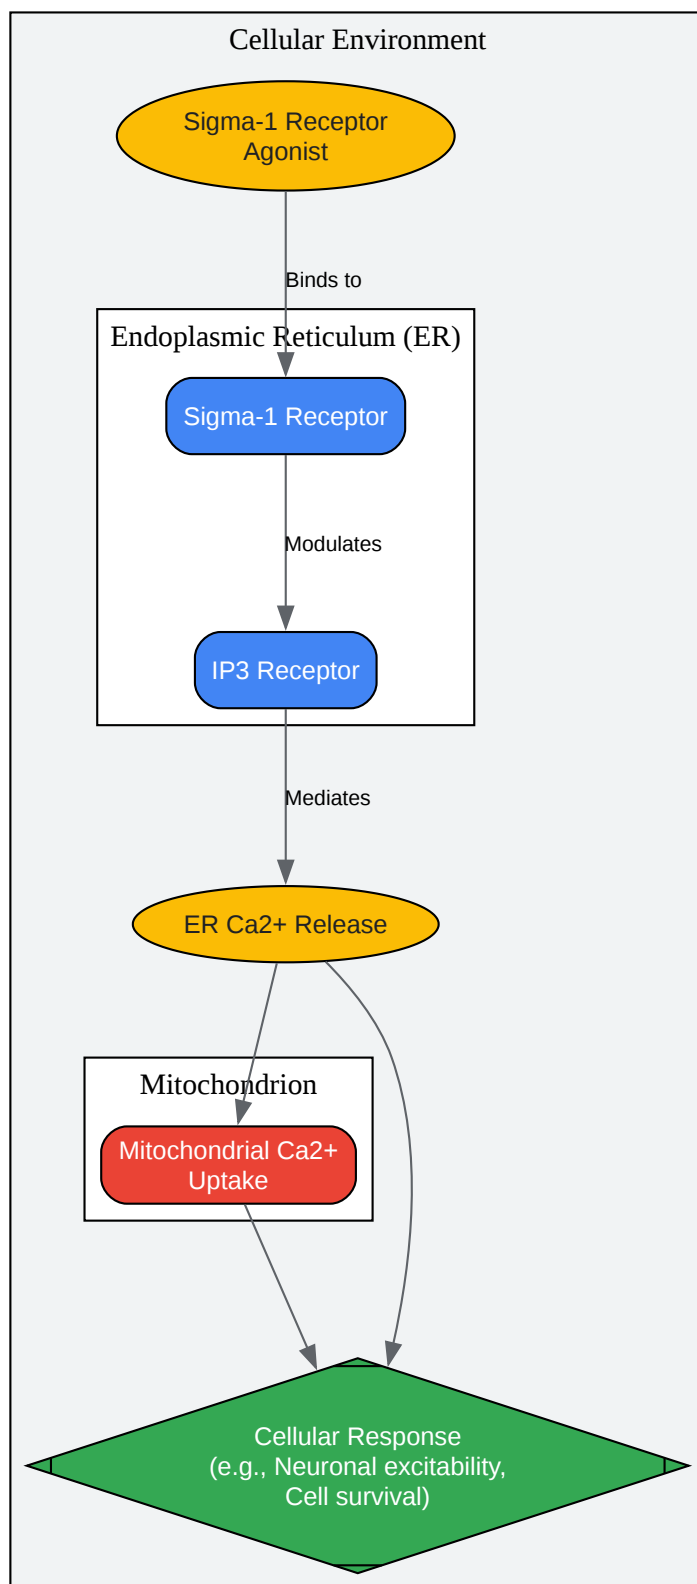 Cellular Environment
Sigma-1 Receptor
Agonist
Binds to
Endoplasmic Reticulum (ER)
Sigma-1 Receptor
Modulates
IP3 Receptor
Mediates
ER Ca2+ Release
Mitochondrion
Mitochondrial Ca2+
Uptake
Cellular Response
(e.g., Neuronal excitability,
Cell survival)